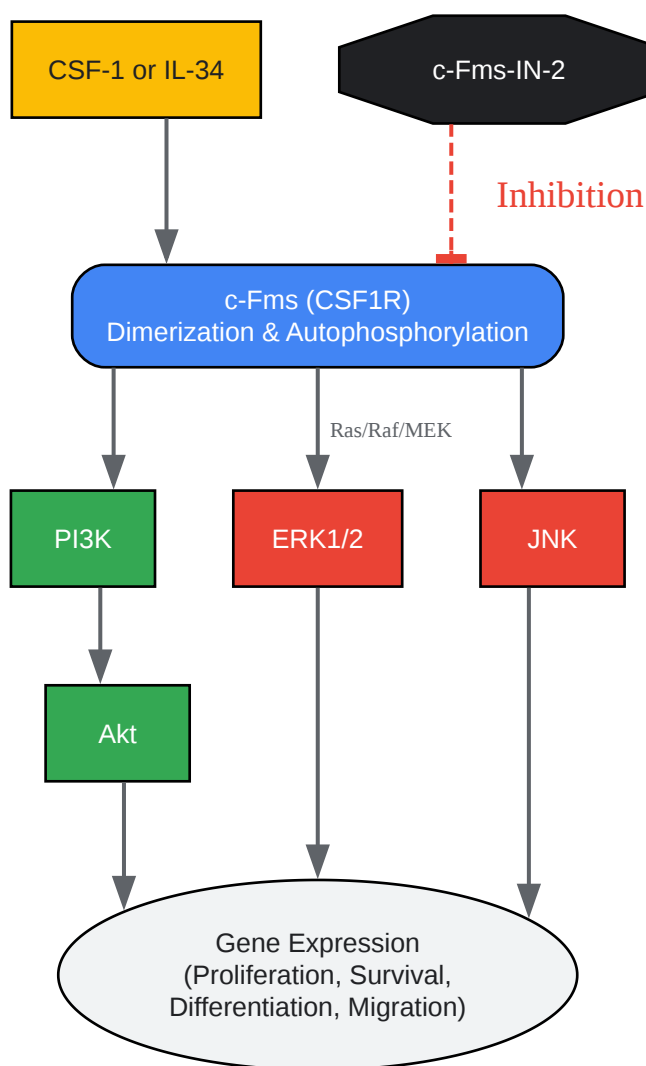 CSF-1 or IL-34
c-Fms-IN-2
Inhibition
c-Fms (CSF1R)
Dimerization & Autophosphorylation
Ras/Raf/MEK
PI3K
ERK1/2
JNK
Akt
Gene Expression
(Proliferation, Survival,
Differentiation, Migration)